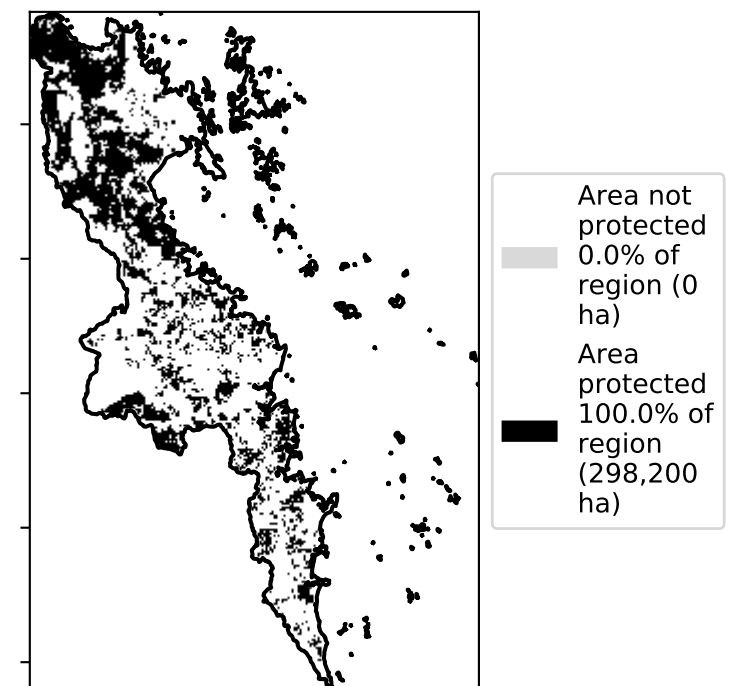 Area not
protected
0.0% of
region (0
ha)
Area
protected
100.0% of
region
(298,200
ha)